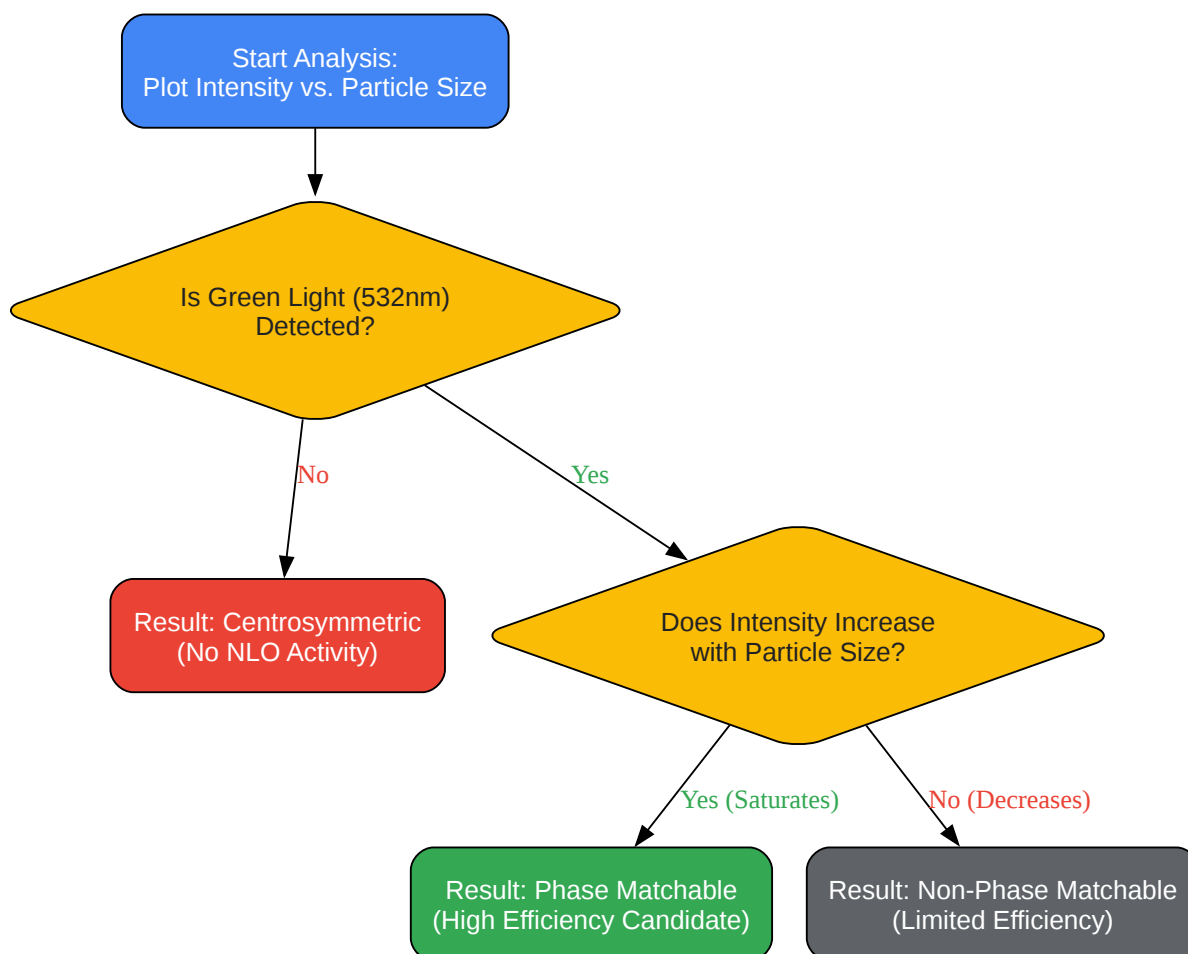 Start Analysis:
Plot Intensity vs. Particle Size
Is Green Light (532nm)
Detected?
No
Yes
Result: Centrosymmetric
(No NLO Activity)
Does Intensity Increase
with Particle Size?
Yes (Saturates)
No (Decreases)
Result: Phase Matchable
(High Efficiency Candidate)
Result: Non-Phase Matchable
(Limited Efficiency)